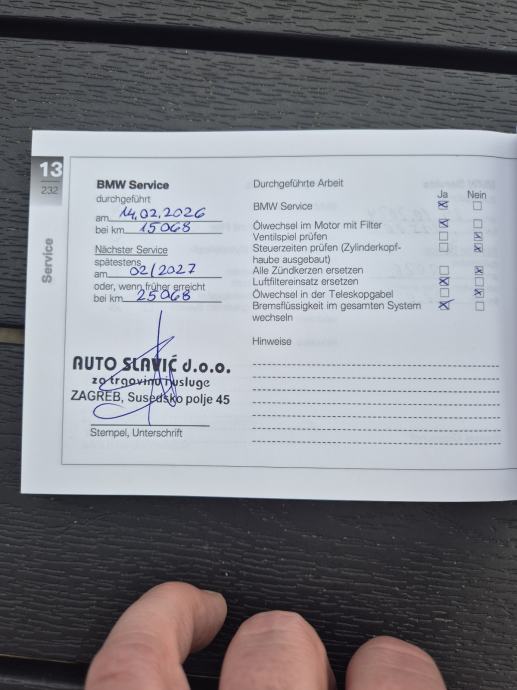 13
232
Service
BMW Service
durchgeführt
am 14.02.2026
bei km 15068
Nächster Service
spätestens
am 02/2027
oder, wenn früher erreicht
bei km 25068
AUTO SLAVIĆ d.o.o.
za trgovinu i usluge
ZAGREB, Susedsko polje 45
Stempel, Unterschrift
Durchgeführte Arbeit
Ja Nein
BMW Service
Ölwechsel im Motor mit Filter
Ventilspiel prüfen
Steuerzeiten prüfen (Zylinderkopf-
haube ausgebaut)
Alle Zündkerzen ersetzen
Luftfiltereinsatz ersetzen
Ölwechsel in der Teleskopgabel
Bremsflüssigkeit im gesamten System
wechseln
Hinweise